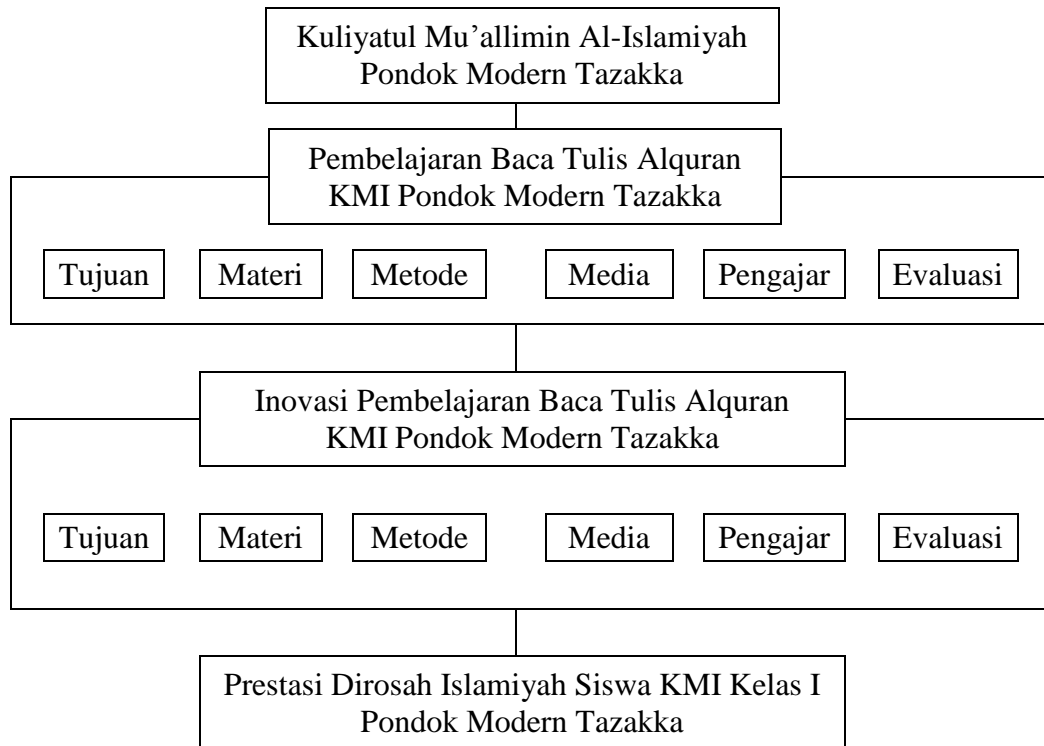 Kuliyatul Mu’allimin Al-Islamiyah
Pondok Modern Tazakka
Pembelajaran Baca Tulis Alquran
KMI Pondok Modern Tazakka
Tujuan Materi Metode Media Pengajar Evaluasi
Inovasi Pembelajaran Baca Tulis Alquran
KMI Pondok Modern Tazakka
Tujuan Materi Metode Media Pengajar Evaluasi
Prestasi Dirosah Islamiyah Siswa KMI Kelas I
Pondok Modern Tazakka